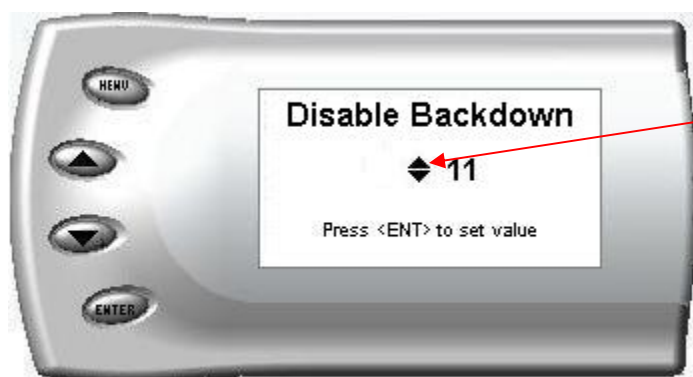 MENU
Disable Backdown
11
Press <ENT> to set value
ENTER